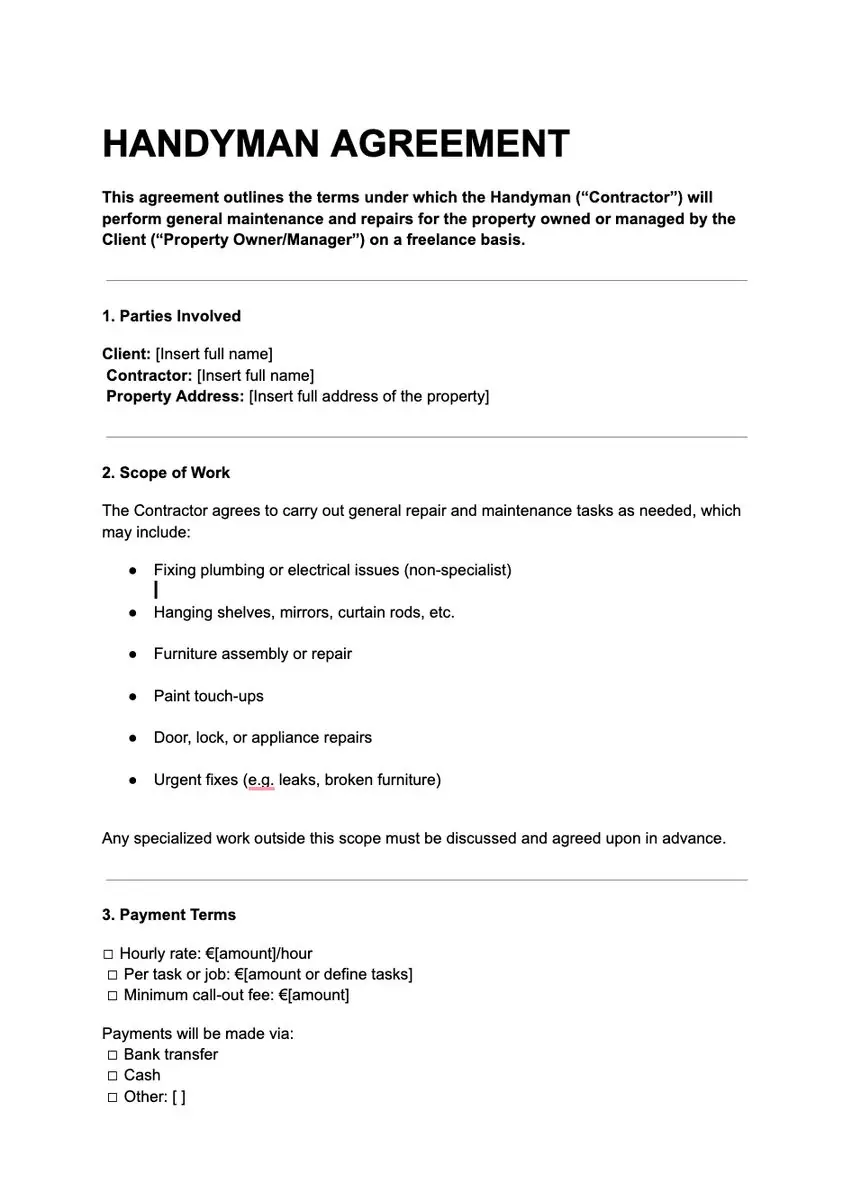 HANDYMAN AGREEMENT
This agreement outlines the terms under which the Handyman (“Contractor”) will
perform general maintenance and repairs for the property owned or managed by the
Client (“Property Owner/Manager”) on a freelance basis.
1. Parties Involved
Client: [Insert full name]
Contractor: [Insert full name]
Property Address: [Insert full address of the property]
2. Scope of Work
The Contractor agrees to carry out general repair and maintenance tasks as needed, which
may include:
● Fixing plumbing or electrical issues (non-specialist)
● Hanging shelves, mirrors, curtain rods, etc.
● Furniture assembly or repair
● Paint touch-ups
● Door, lock, or appliance repairs
● Urgent fixes (e.g. leaks, broken furniture)
Any specialized work outside this scope must be discussed and agreed upon in advance.
3. Payment Terms
☐ Hourly rate: €[amount]/hour
☐ Per task or job: €[amount or define tasks]
☐ Minimum call-out fee: €[amount]
Payments will be made via:
☐ Bank transfer
☐ Cash
☐ Other: [ ]